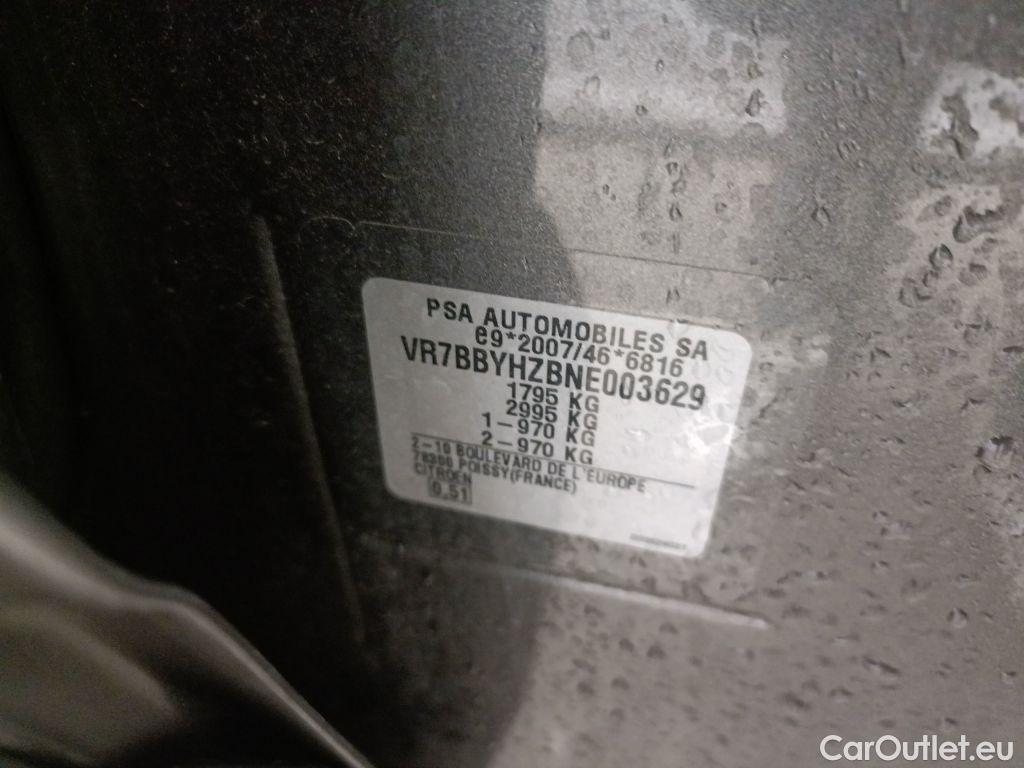 PSA AUTOMOBILES SA
e9*2007/46*6816
VR7BBYHZBNE003629
1795 KG
2995 KG
1-970 KG
2-970 KG
2-10 BOULEVARD DE L'EUROPE
78300 POISSY(FRANCE)
CITROEN
0.51
CarOutlet.eu